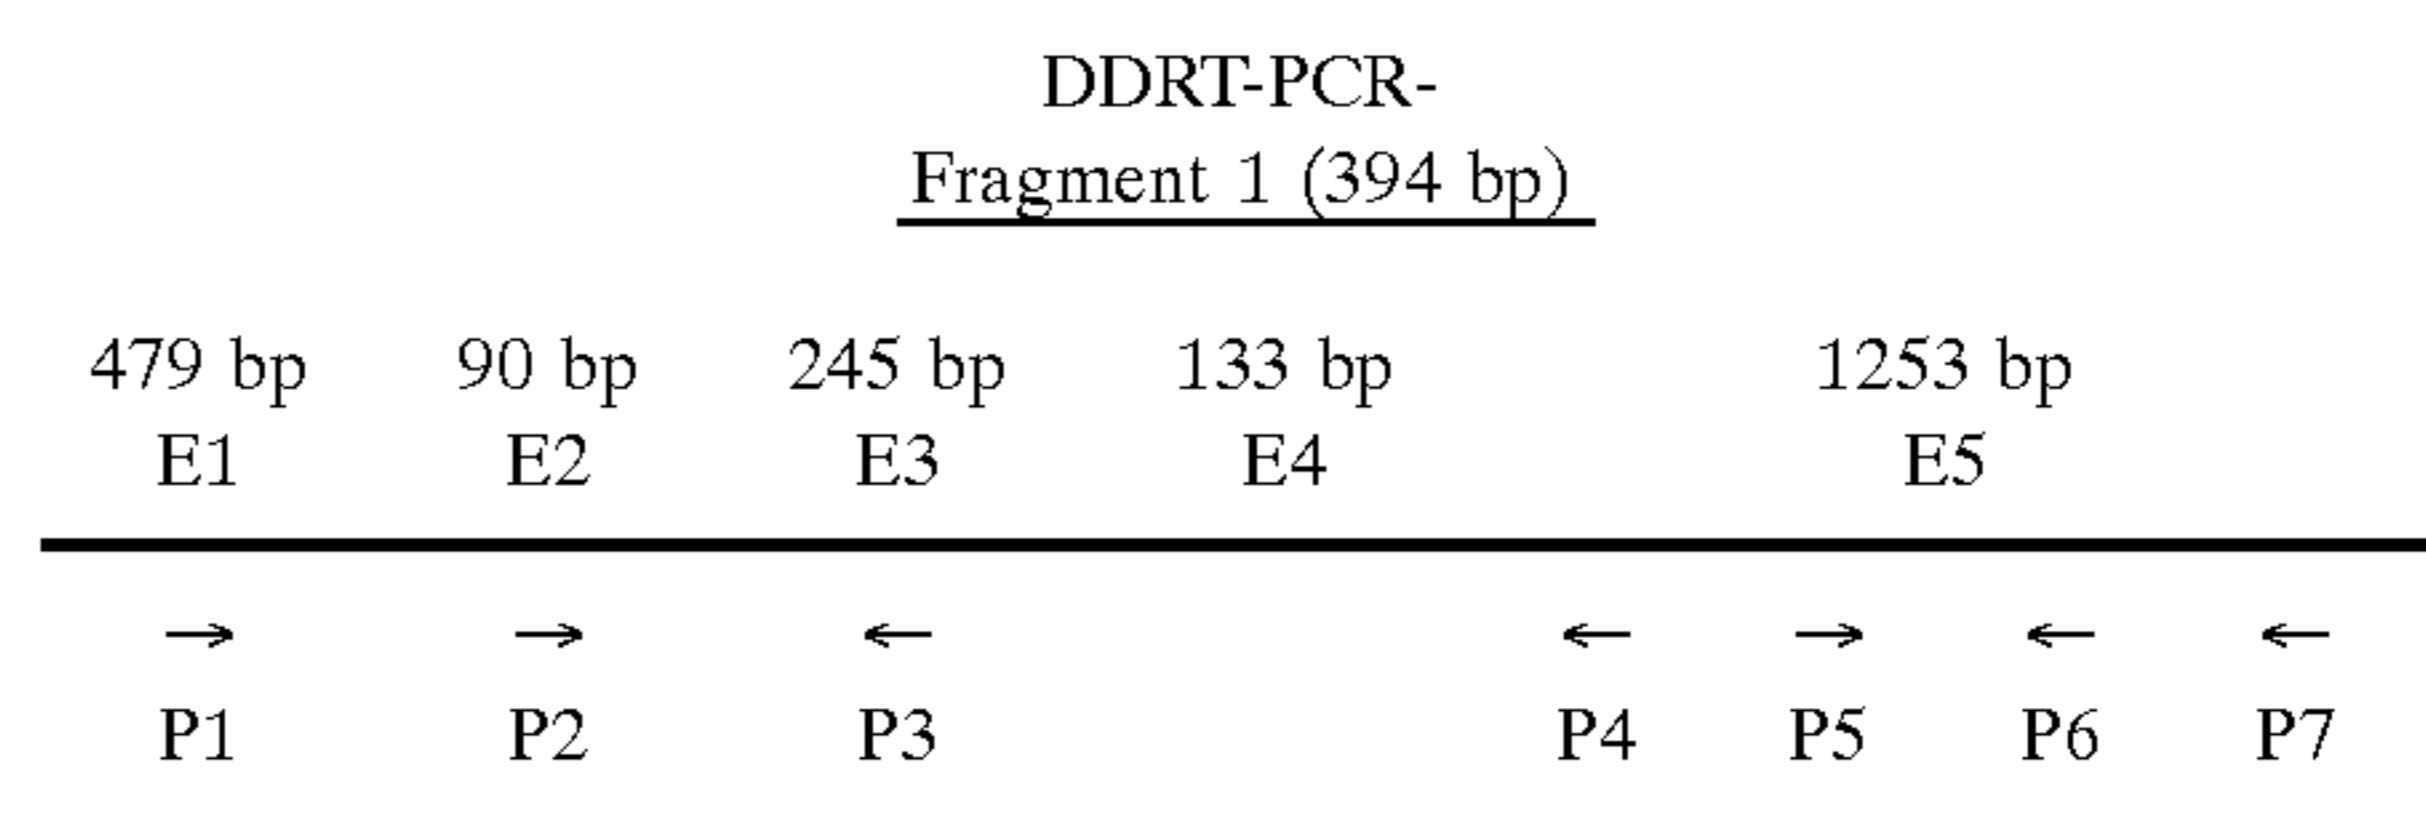 DDRT-PCR-
Fragment 1 (394 bp)
479 bp 90 bp 245 bp 133 bp 1253 bp
E1 E2 E3 E4 E5
P1 P2 P3 P4 P5 P6 P7